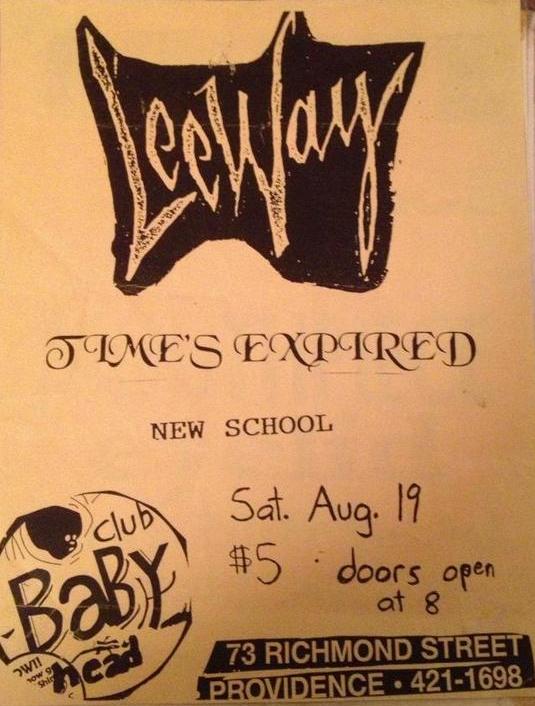 LeeWay
TIME'S EXPIRED
NEW SCHOOL
Sat. Aug. 19
$5 · doors open
at 8
club
BaBY
head
73 RICHMOND STREET
PROVIDENCE • 421-1698